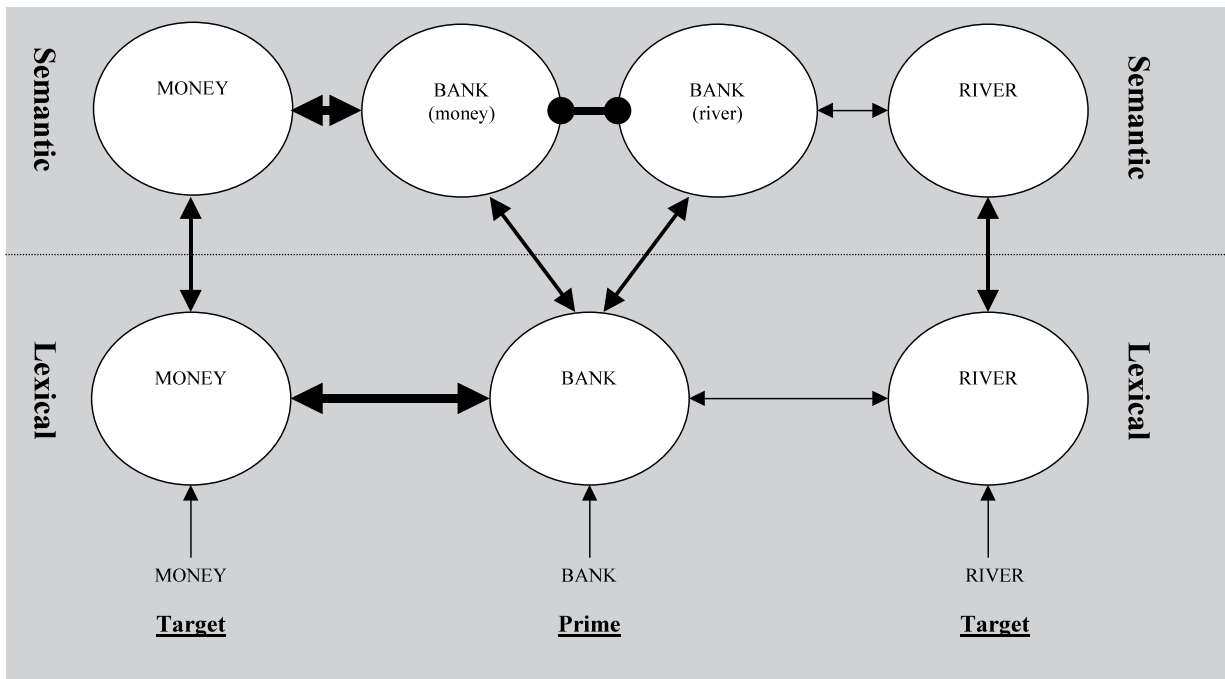 Semantic
MONEY
BANK
(money)
BANK
(river)
RIVER
Semantic
Lexical
MONEY
BANK
RIVER
Lexical
MONEY
BANK
RIVER
Target
Prime
Target